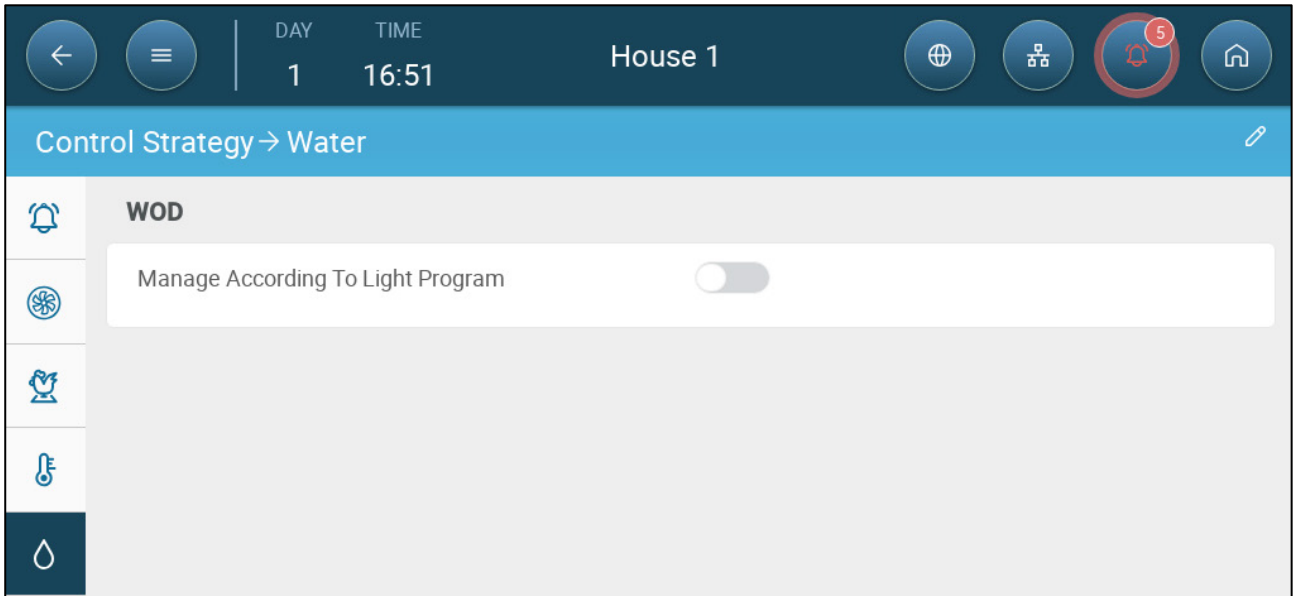 DAY
1
TIME
16:51
House 1
5
Control Strategy → Water
WOD
Manage According To Light Program